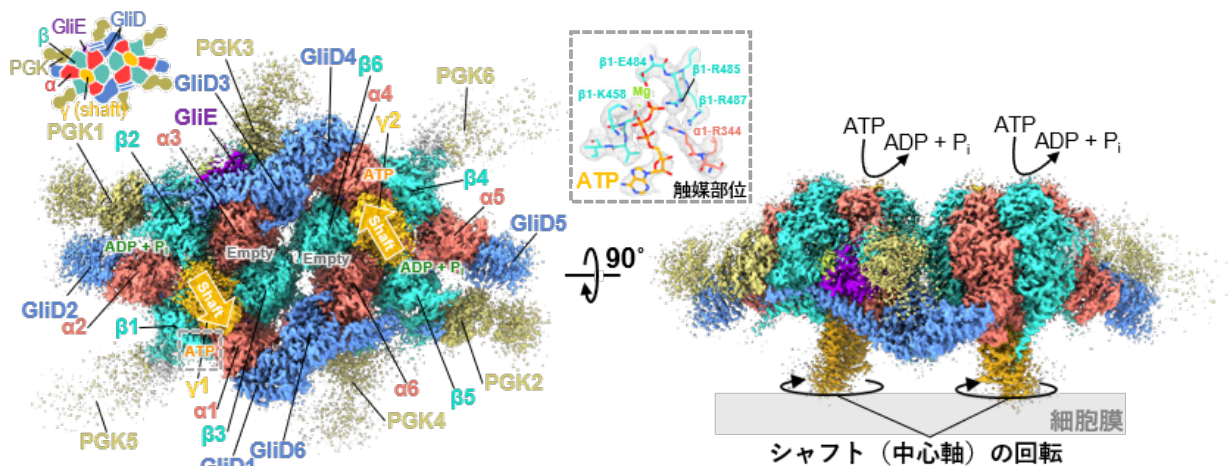 GliE
GliD
β
PGK
α
γ (shaft)
PGK1
β2
α3
GliE
GliD3
PGK3
GliD4
β6
α4
γ2
PGK6
ATP
β4
α5
GliD5
Shaft
Empty
Empty
ADP + Pi
ADP + P
GliD2
α2
β1
Shaft
ATP
γ1
α1
β3
GliD1
GliD6
PGK5
PGK4
α6
β5
PGK2
β1-E484
β1-R485
β1-K458
Mg
β1-R487
α1-R344
ATP
触媒部位
90°
ATP
ADP + Pi
ATP
ADP + Pi
細胞膜
シャフト(中心軸)の回転